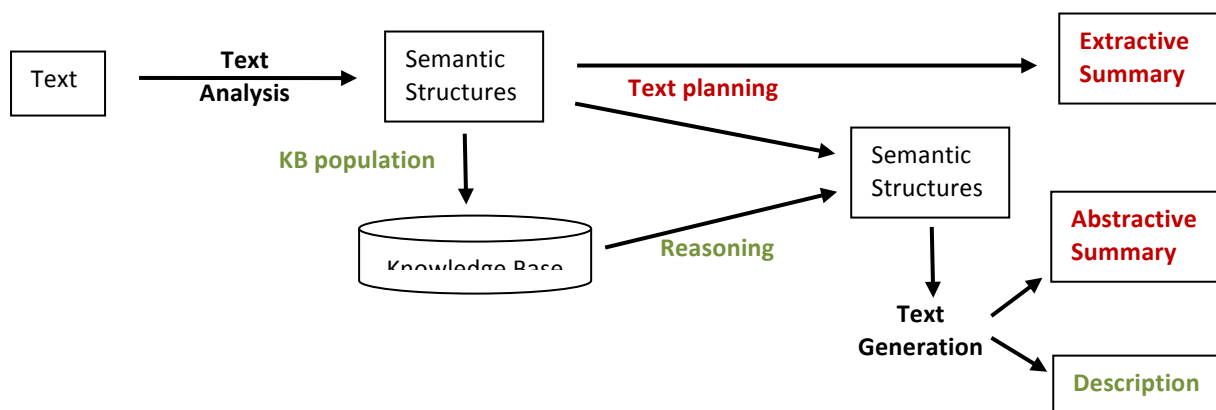 Text
Text
Analysis
Semantic
Structures
Text planning
Extractive
Summary
KB population
Semantic
Structures
Knowledge Base
Reasoning
Abstractive
Summary
Text
Generation
Description